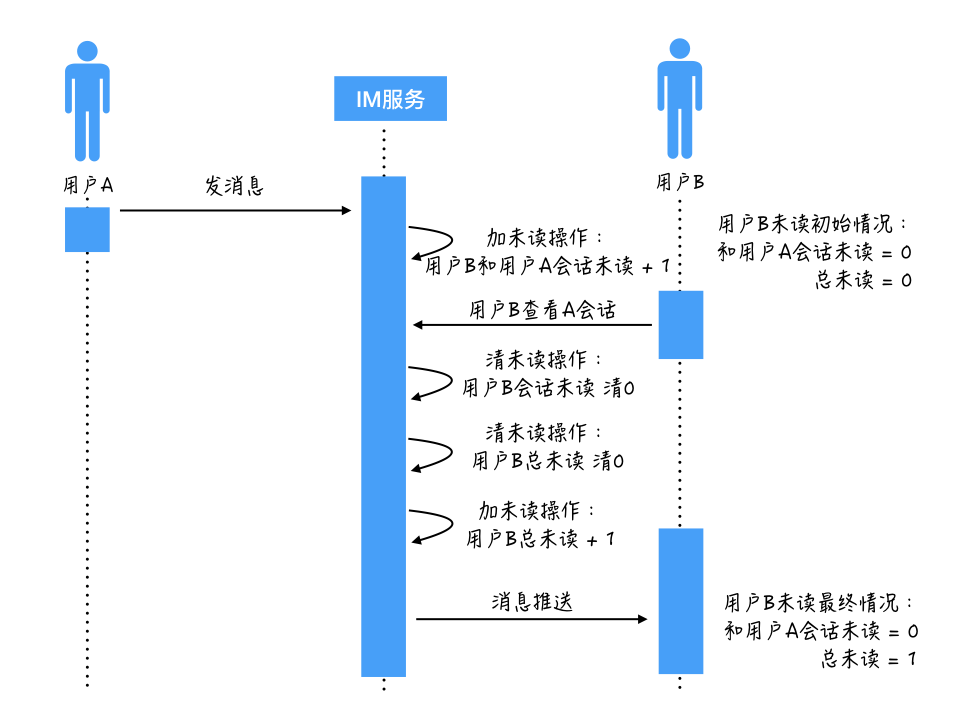 IM服务
用户A
用户B
发消息
用户B未读初始情况：
和用户A会话未读 = 0
总未读 = 0
加未读操作：
用户B和用户A会话未读 + 1
用户B查看A会话
清未读操作：
用户B会话未读 清0
清未读操作：
用户B总未读 清0
加未读操作：
用户B总未读 + 1
消息推送
用户B未读最终情况：
和用户A会话未读 = 0
总未读 = 1